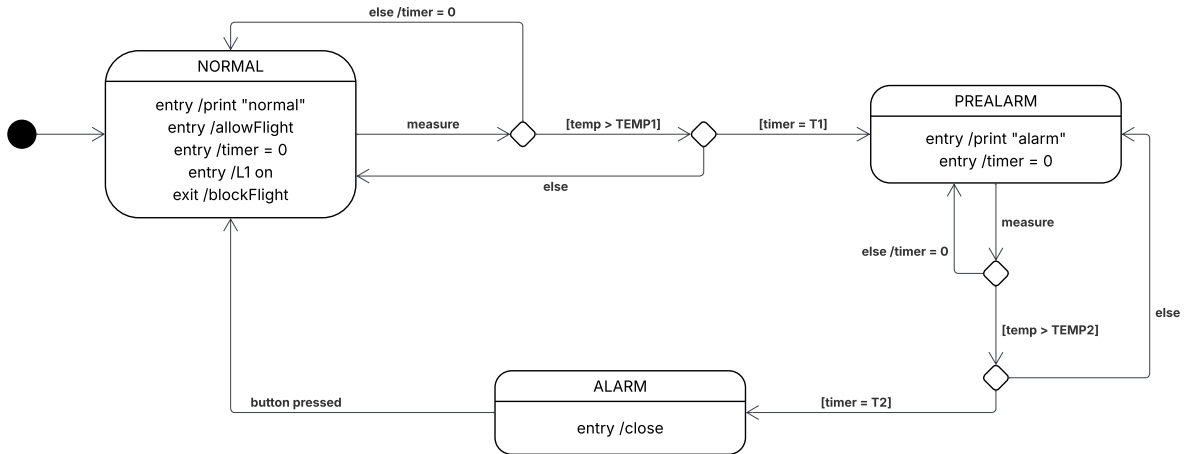 else /timer = 0
NORMAL
entry /print "normal"
entry /allowFlight
entry /timer = 0
entry /L1 on
exit /blockFlight
measure
[temp > TEMP1]
[timer = T1]
else
PREALARM
entry /print "alarm"
entry /timer = 0
measure
else /timer = 0
[temp > TEMP2]
else
[timer = T2]
ALARM
entry /close
button pressed